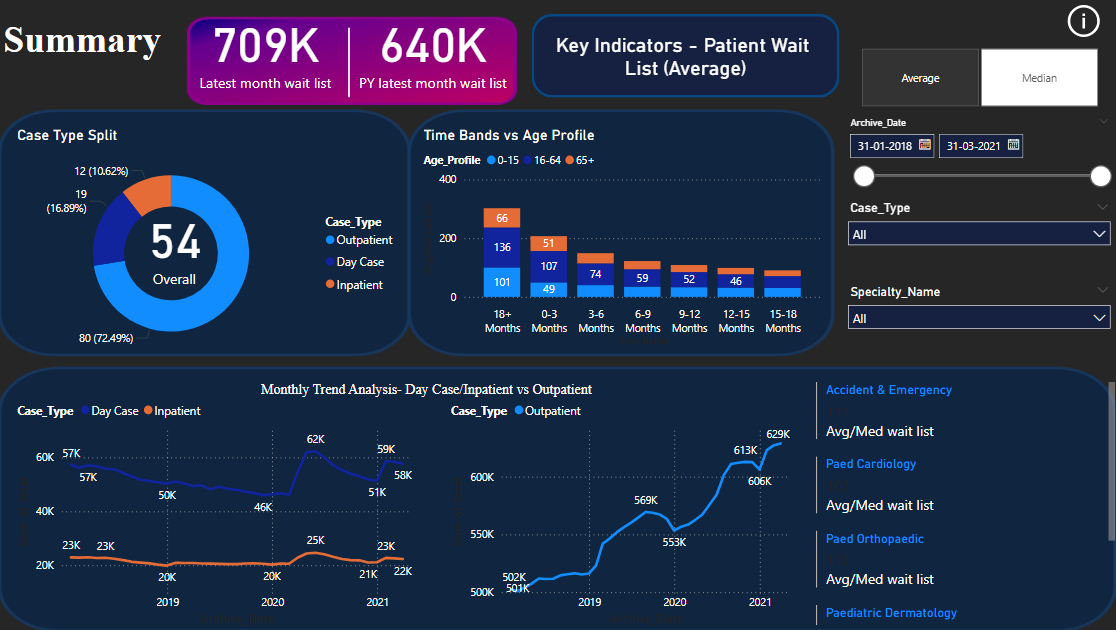 Summary
709K
Latest month wait list
640K
PY latest month wait list
Key Indicators - Patient Wait
List (Average)
i
Average
Median
Archive_Date
31-01-2018
31-03-2021
Case_Type
All
Specialty_Name
All
Case Type Split
12 (10.62%)
19
(16.89%)
54
Overall
80 (72.49%)
Case_Type
Outpatient
Day Case
Inpatient
Time Bands vs Age Profile
Age_Profile 0-15 16-64 65+
400
200
0
66
136
101
51
107
49
74
59
52
46
18+
Months
0-3
Months
3-6
Months
6-9
Months
9-12
Months
12-15
Months
15-18
Months
Monthly Trend Analysis- Day Case/Inpatient vs Outpatient
Case_Type Day Case Inpatient
60K
40K
20K
57K
57K
50K
46K
62K
51K
59K
58K
23K
23K
20K
20K
25K
21K
23K
22K
2019
2020
2021
Case_Type Outpatient
600K
550K
500K
502K
501K
569K
553K
613K
606K
629K
2019
2020
2021
Accident & Emergency
Avg/Med wait list
Paed Cardiology
Avg/Med wait list
Paed Orthopaedic
Avg/Med wait list
Paediatric Dermatology